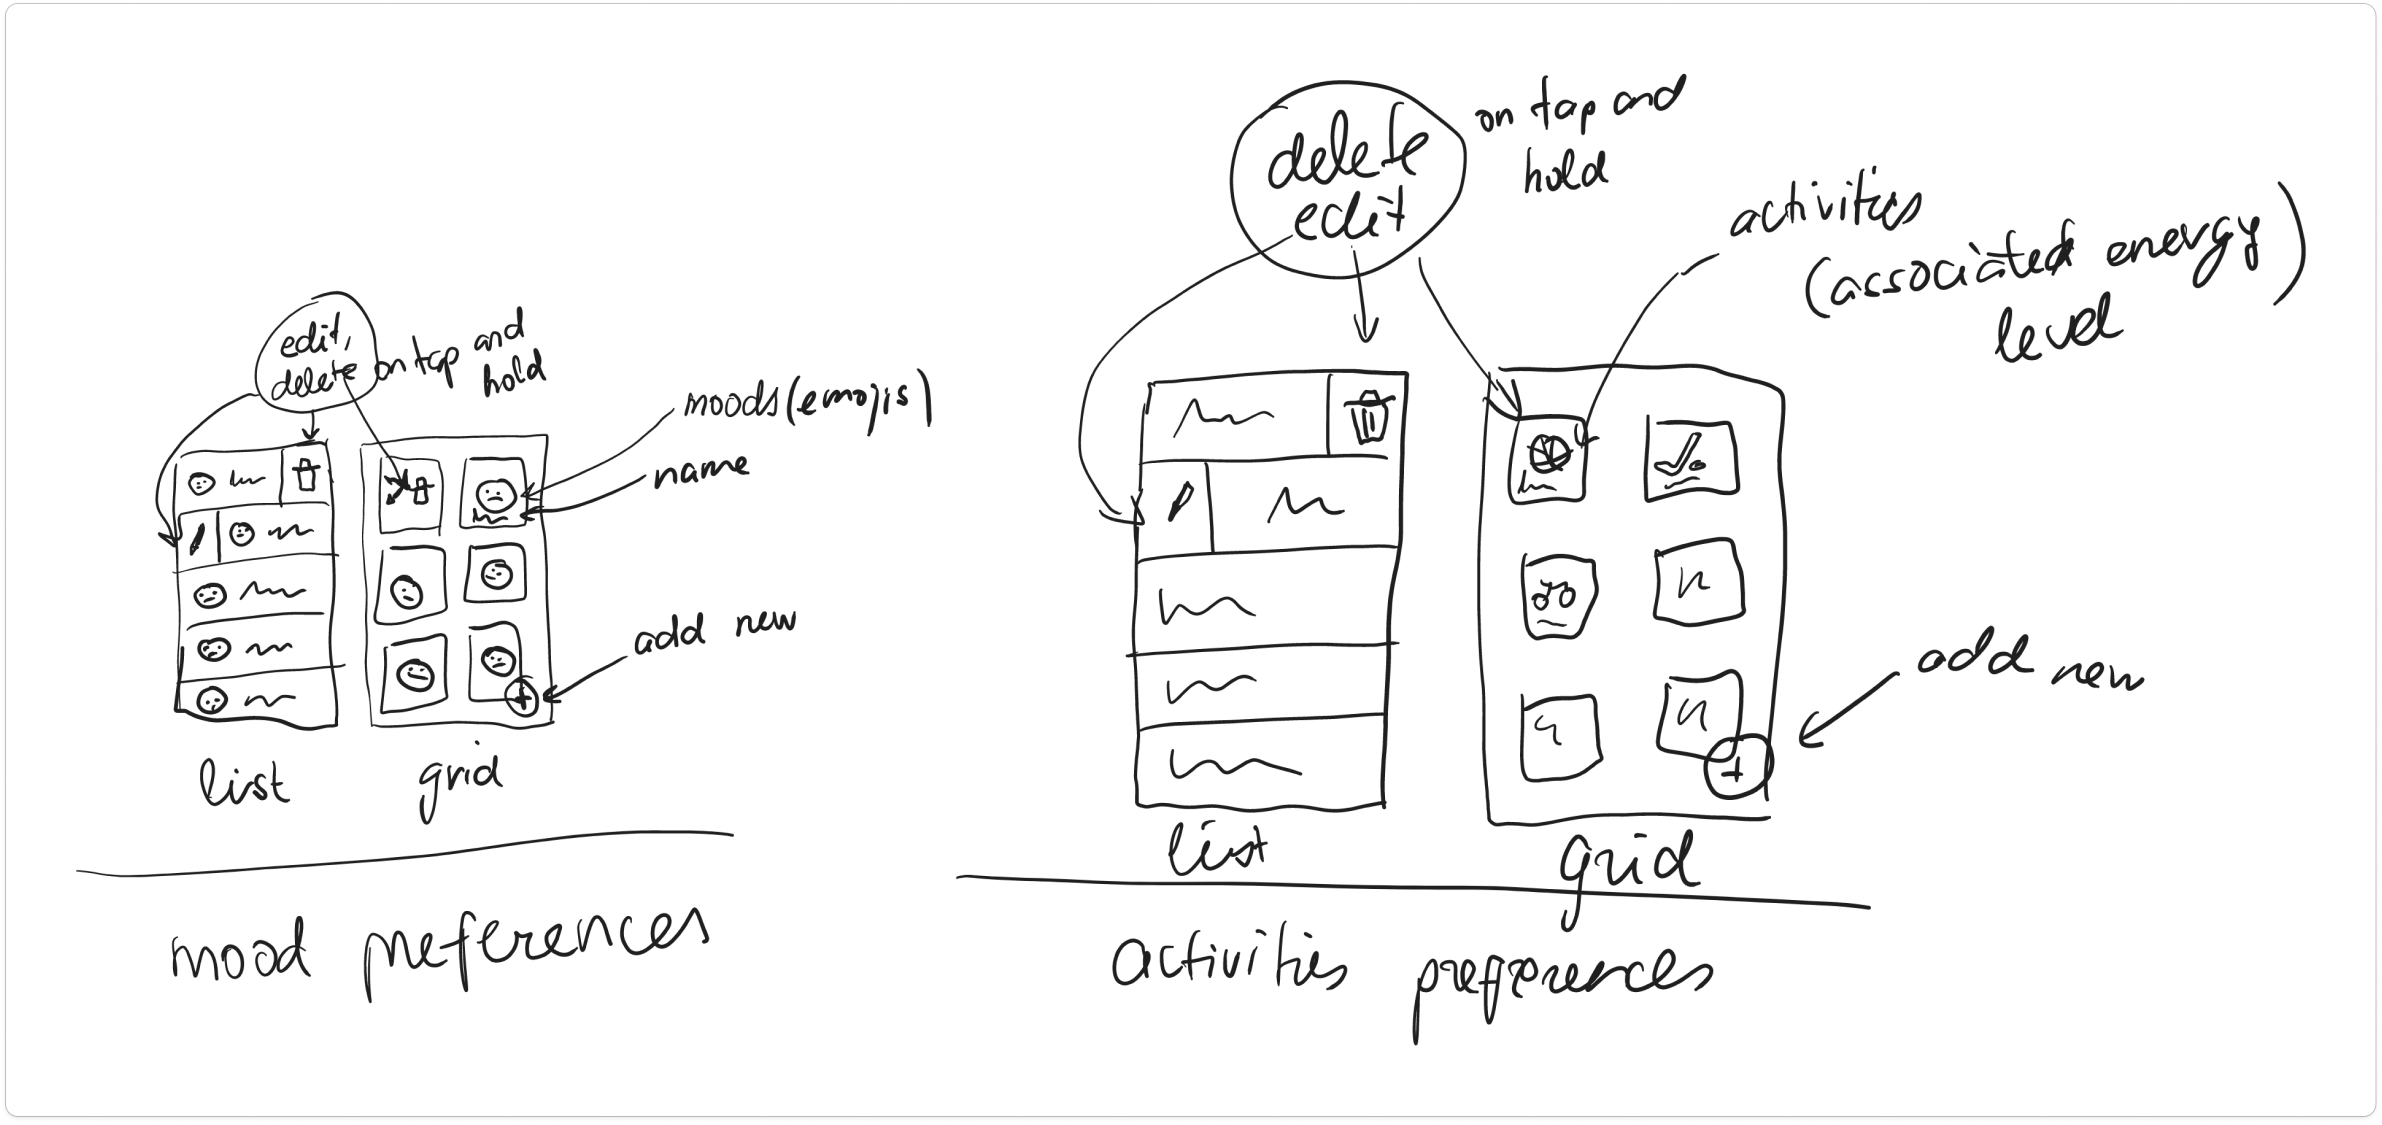 edit,
delete on tap and
hold
moods (emojis)
name
add new
list
grid
mood preferences
delete
edit
on tap and
hold
activities
(associated energy)
level
add new
list
grid
activities preferences